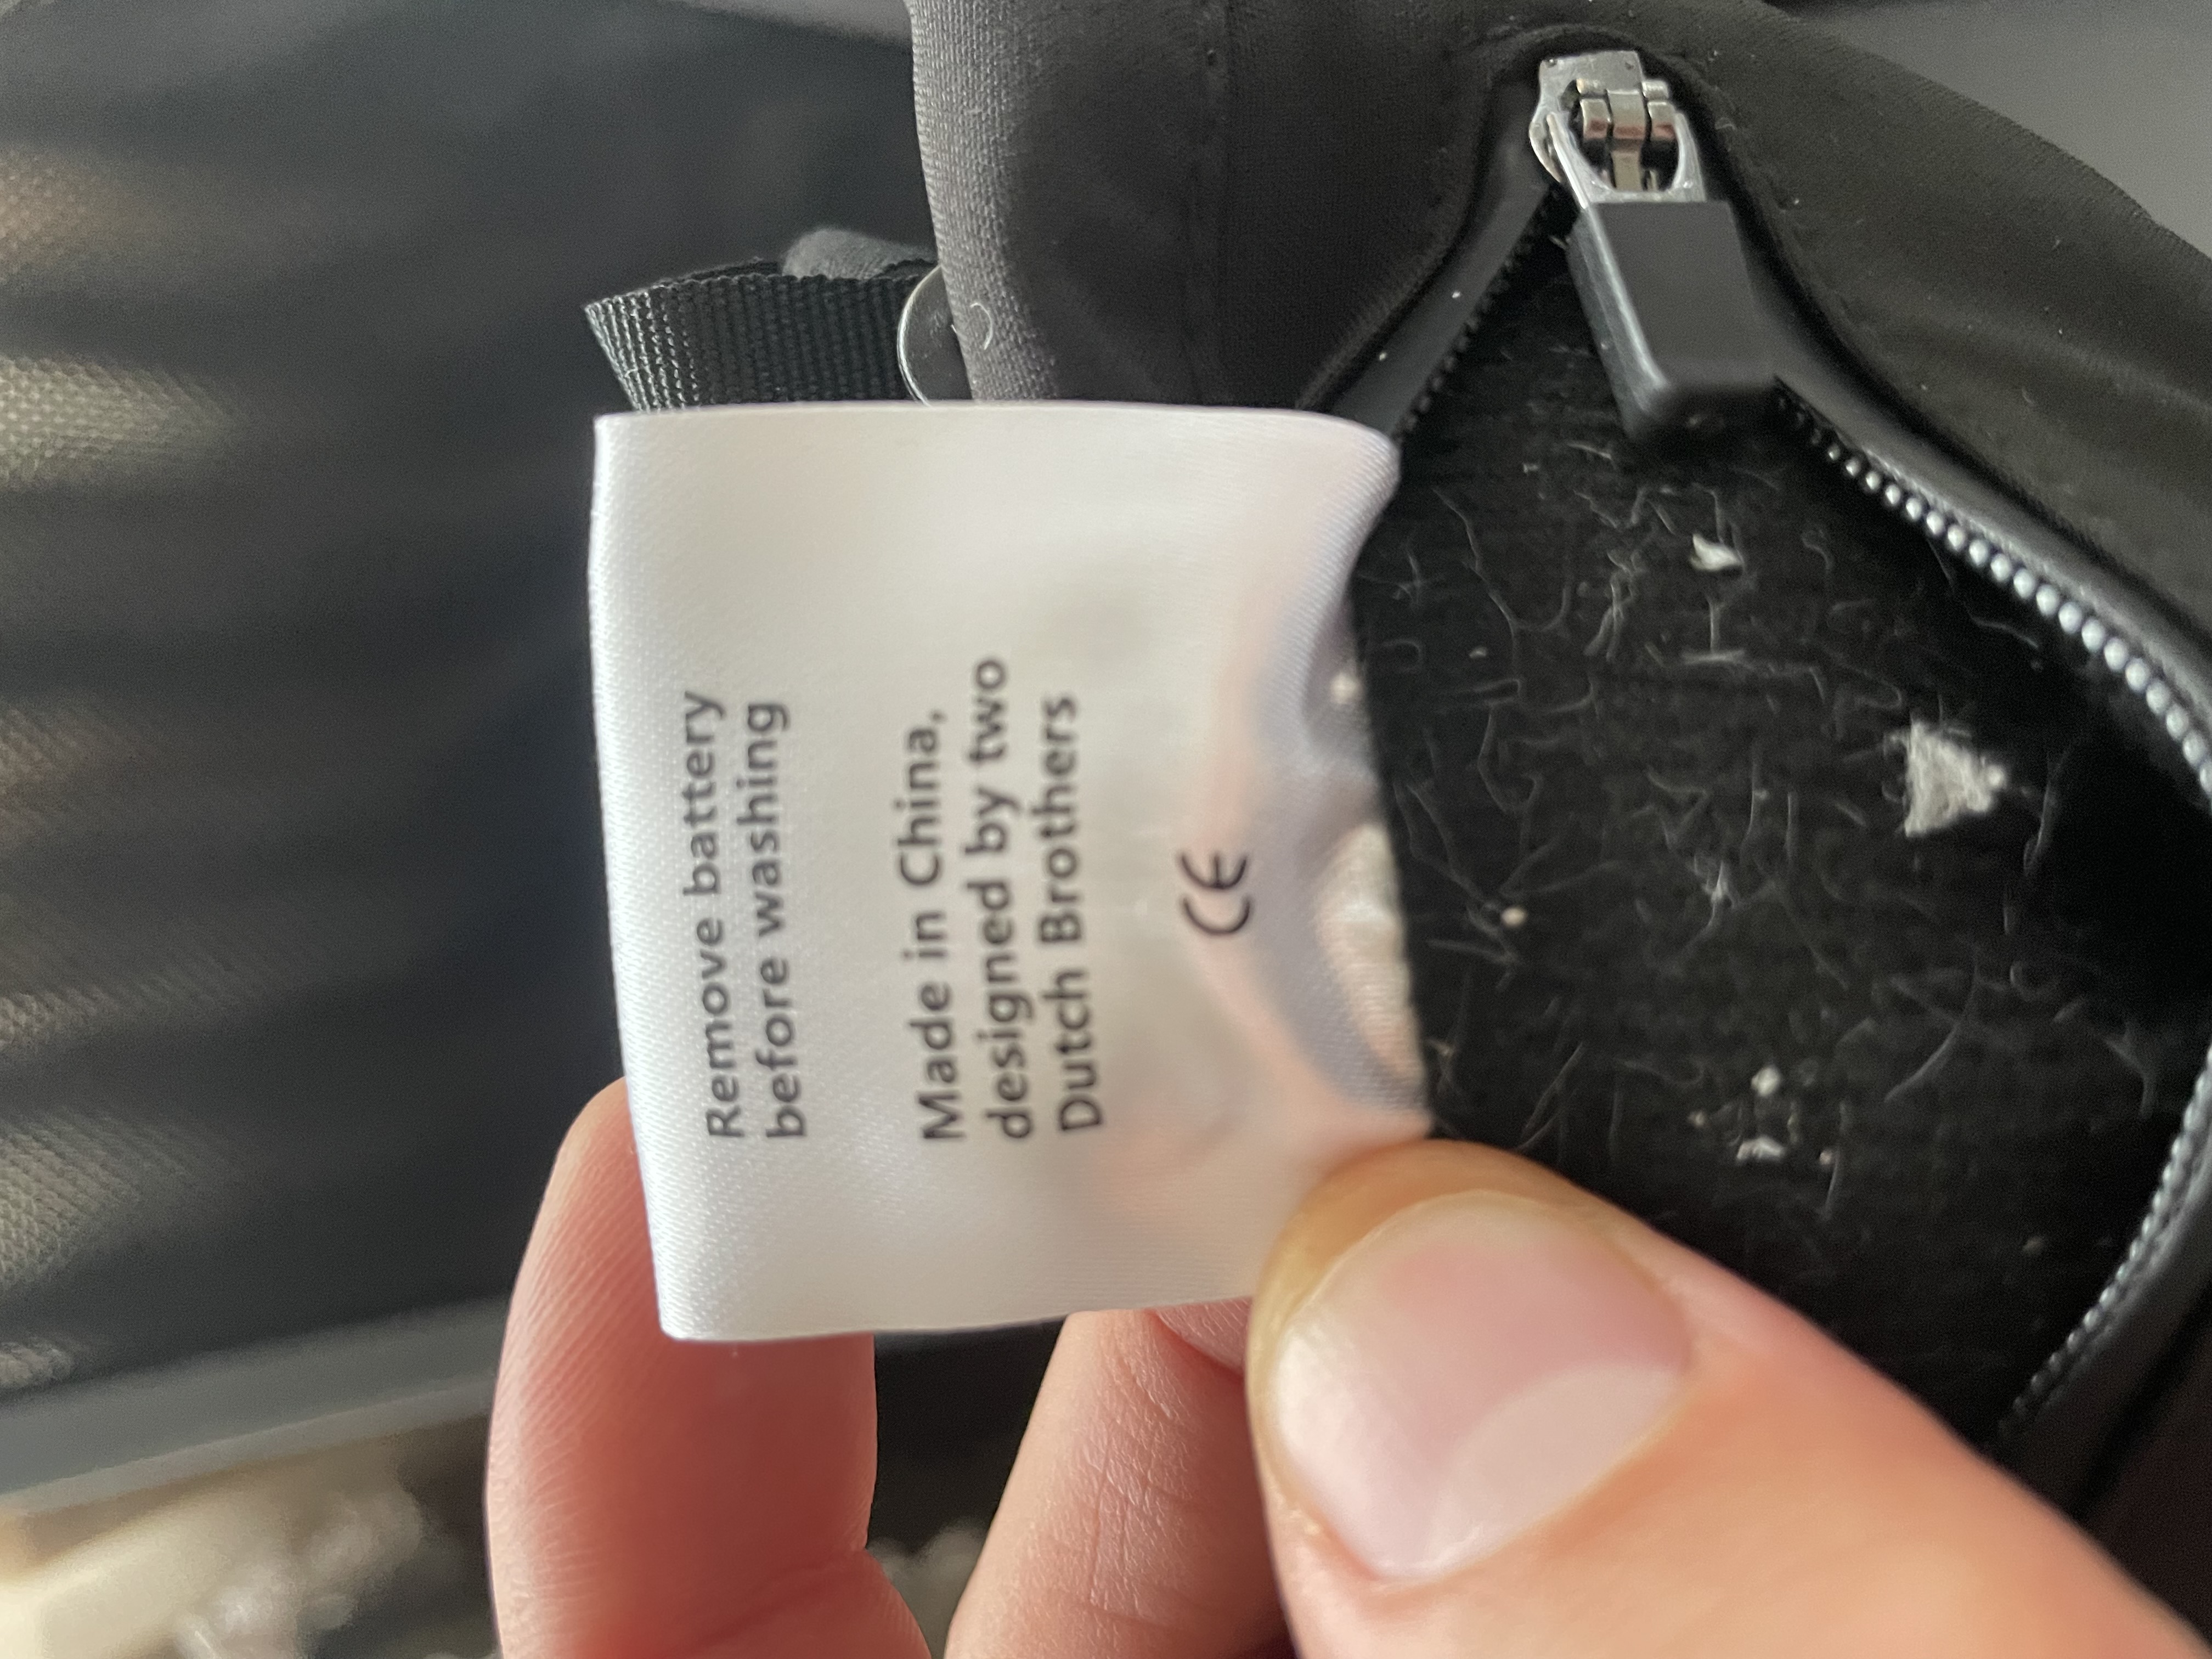 Remove battery
before washing
Made in China,
designed by two
Dutch Brothers
CE